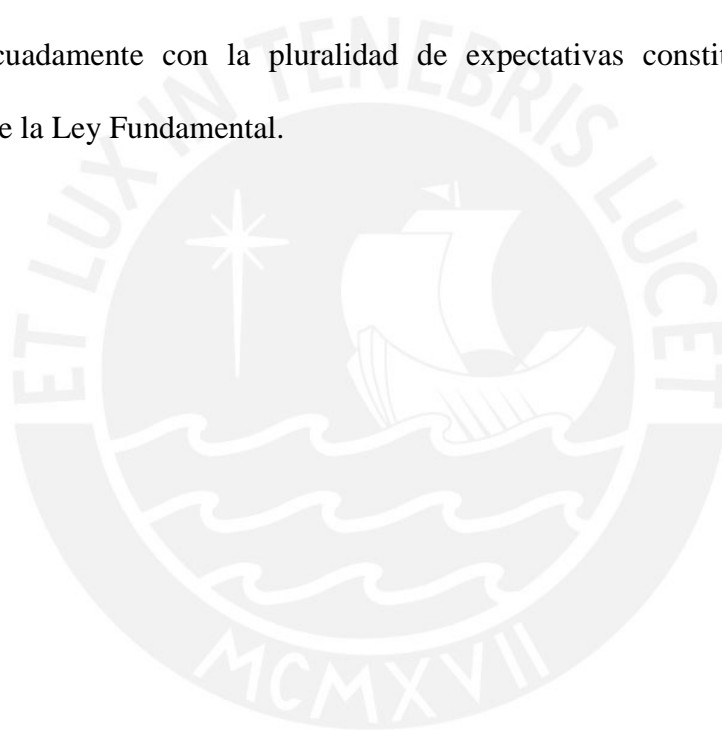 cuadamente con la pluralidad de expectativas constit
e la Ley Fundamental.
ET LUX IN TENEBRIS LUCET
MCMXVII